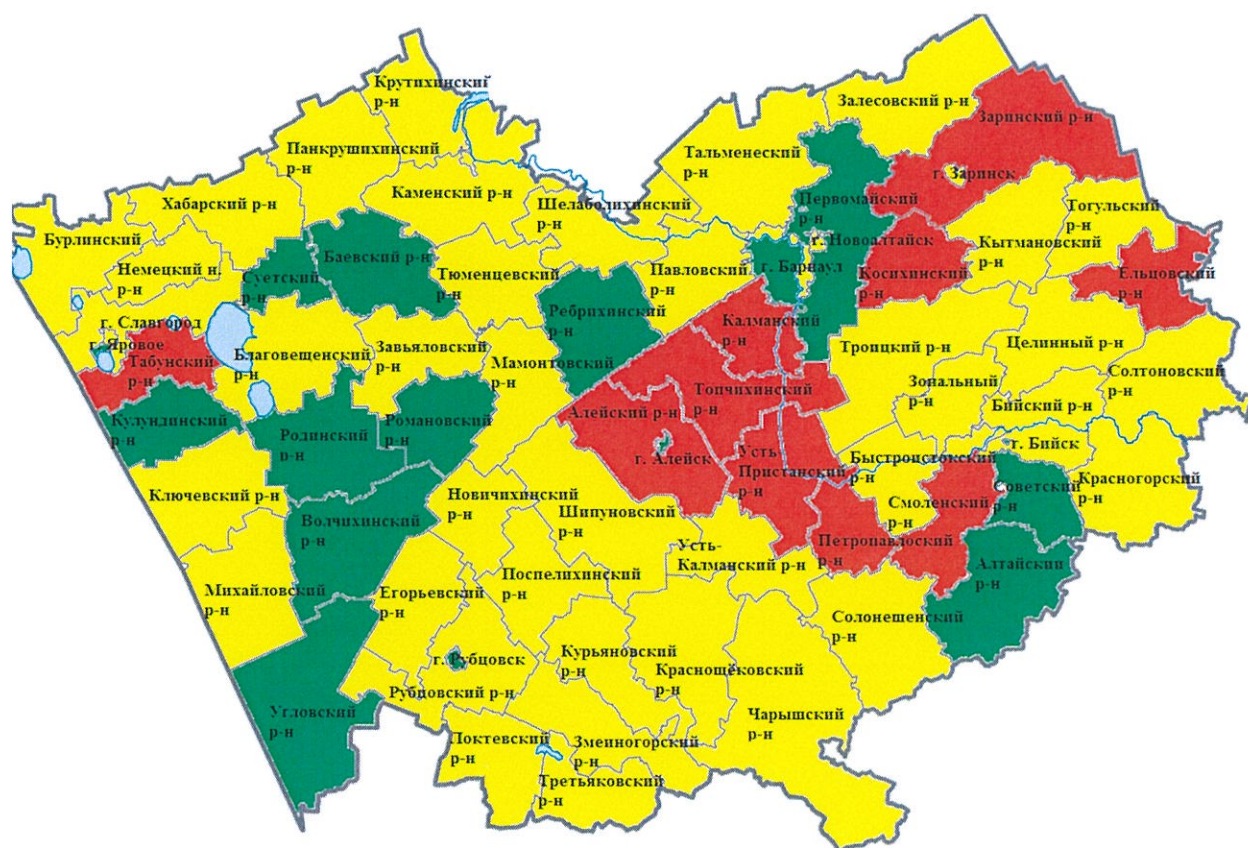 Крутихинский
р-н
Залесовский р-н
Заринский р-н
Панкрушихинский
р-н
Тальменеский
р-н
г. Заринск
Каменский р-н
Хабарский р-н
Шелаболихинский
р-н
Первомайский
р-н
Тогульский
р-н
Бурлинский
р-н
Немецкий н.
р-н
Суетский
р-н
Баевский р-н
Тюменцевский
р-н
Павловский
р-н
г. Барнаул
г. Новоалтайск
Косихинский
р-н
Кытмановский
р-н
Ельцовский
р-н
Ребрихинский
р-н
Калманский
р-н
г. Славгород
г. Яровое
Табунский
р-н
Благовещенский
р-н
Завьяловский
р-н
Мамонтовский
р-н
Троицкий р-н
Целинный р-н
Солтоновский
р-н
Зональный
р-н
Топчихинский
р-н
Бийский р-н
Кулундинский
р-н
Родинский
р-н
Романовский
р-н
Алейский р-н
г. Алейск
Усть
Пристанский
р-н
Быстроистокский
р-н
г. Бийск
Ключевский р-н
Новичихинский
р-н
Смоленский
р-н
Советский
р-н
Красногорский
р-н
Волчихинский
р-н
Шипуновский
р-н
Усть-
Калманский р-н
Петропавлоский
р-н
Алтайский
р-н
Михайловский
р-н
Егорьевский
р-н
Поспелихинский
р-н
Солонешенский
р-н
г. Рубцовск
Рубцовский р-н
Курьяновский
р-н
Краснощёковский
р-н
Чарышский
р-н
Угловский
р-н
Локтевский
р-н
Змеиногорский
р-н
Третьяковский
р-н